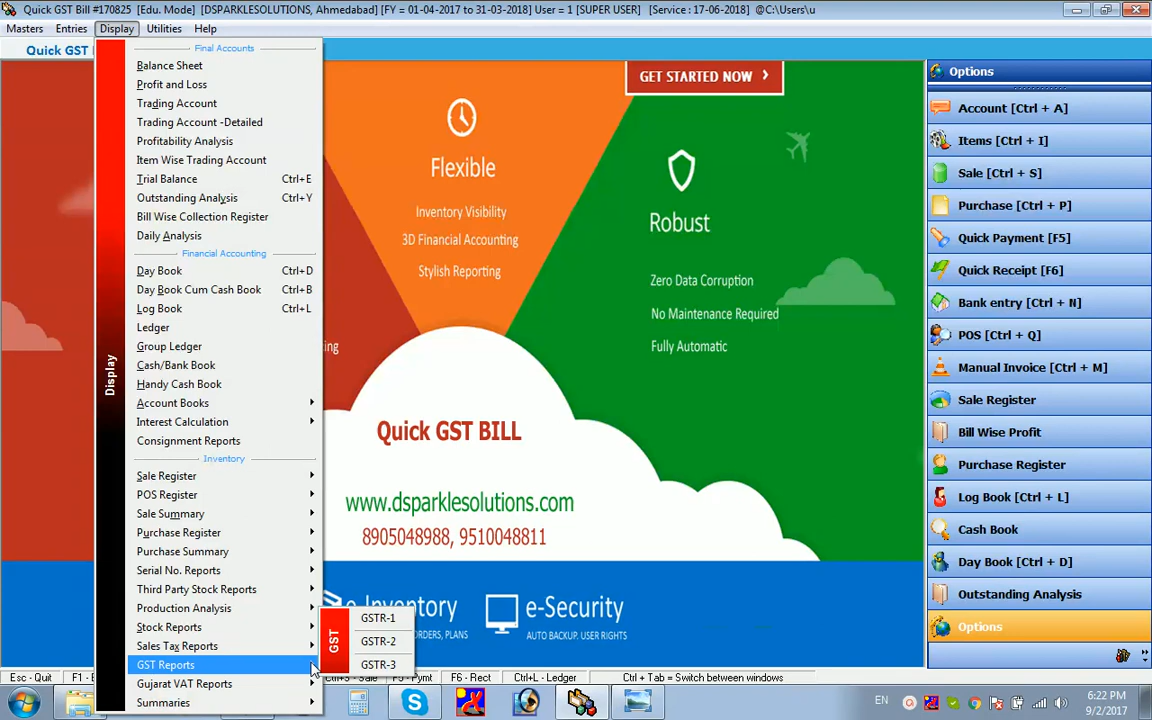 Quick GST Bill #170825 [Edu. Mode] [DSPARKLESOLUTIONS, Ahmedabad] [FY = 01-04-2017 to 31-03-2018] User = 1 [SUPER USER] [Service : 17-06-2018] @C:\Users\u
Masters Entries Display Utilities Help
Quick GST
Final Accounts
Balance Sheet
Profit and Loss
Trading Account
Trading Account -Detailed
Profitability Analysis
Item Wise Trading Account
Trial Balance Ctrl+E
Outstanding Analysis Ctrl+Y
Bill Wise Collection Register
Daily Analysis
Financial Accounting
Day Book Ctrl+D
Day Book Cum Cash Book Ctrl+B
Log Book Ctrl+L
Ledger
Group Ledger
Cash/Bank Book
Handy Cash Book
Account Books
Interest Calculation
Consignment Reports
Inventory
Sale Register
POS Register
Sale Summary
Purchase Register
Purchase Summary
Serial No. Reports
Third Party Stock Reports
Production Analysis
Stock Reports
Sales Tax Reports
GST Reports
Gujarat VAT Reports
Summaries
Display
GST
GSTR-1
GSTR-2
GSTR-3
GET STARTED NOW
Flexible
Inventory Visibility
3D Financial Accounting
Stylish Reporting
Robust
Zero Data Corruption
No Maintenance Required
Fully Automatic
ing
Quick GST BILL
www.dsparklesolutions.com
8905048988, 9510048811
e-Inventory
ORDERS, PLANS
e-Security
AUTO BACKUP. USER RIGHTS
Options
Account [Ctrl + A]
Items [Ctrl + I]
Sale [Ctrl + S]
Purchase [Ctrl + P]
Quick Payment [F5]
Quick Receipt [F6]
Bank entry [Ctrl + N]
POS [Ctrl + Q]
Manual Invoice [Ctrl + M]
Sale Register
Bill Wise Profit
Purchase Register
Log Book [Ctrl + L]
Cash Book
Day Book [Ctrl + D]
Outstanding Analysis
Options
Esc - Quit F1 - Ctrl+S - Sale F5 - Pymt F6 - Rect Ctrl+L - Ledger Ctrl + Tab = Switch between windows
EN
6:22 PM
9/2/2017